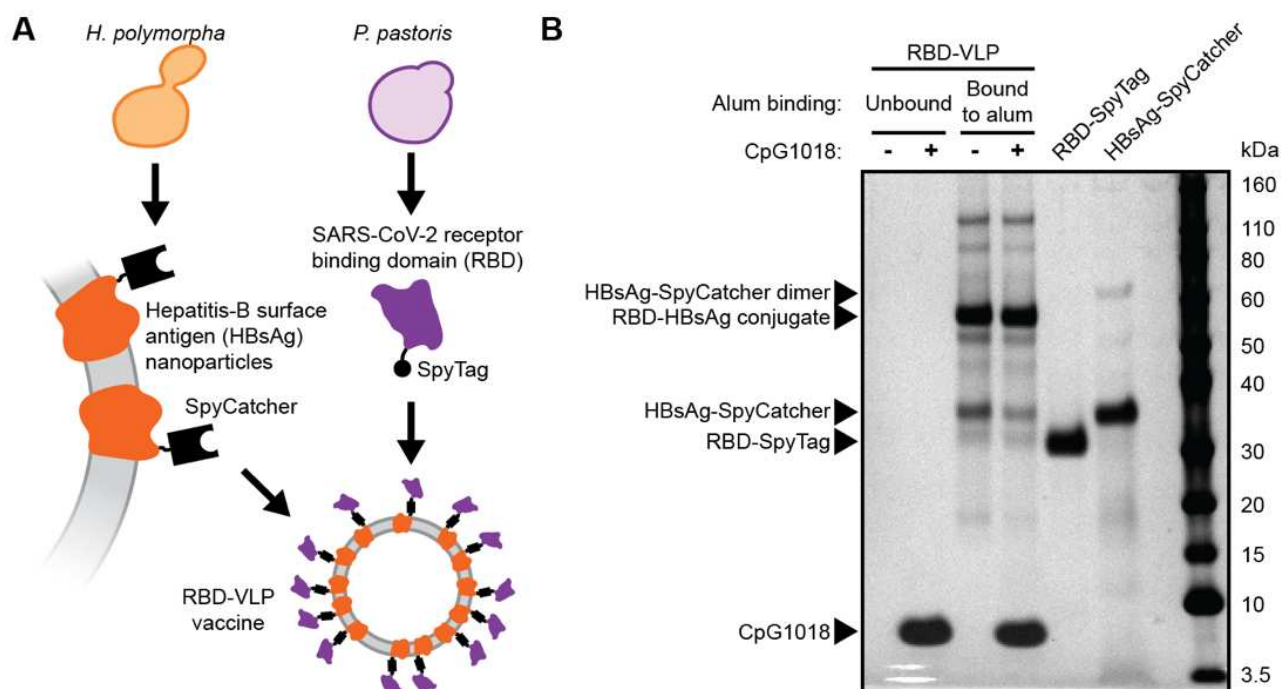 A
H. polymorpha
P. pastoris
SARS-CoV-2 receptor
binding domain (RBD)
Hepatitis-B surface
antigen (HBsAg)
nanoparticles
SpyTag
SpyCatcher
RBD-VLP
vaccine
B
RBD-VLP
Alum binding:
Unbound
Bound
to alum
RBD-SpyTag
HBsAg-SpyCatcher
CpG1018:
- + - +
kDa
160
110
80
HBsAg-SpyCatcher dimer
60
RBD-HBsAg conjugate
50
40
HBsAg-SpyCatcher
RBD-SpyTag
30
20
15
10
CpG1018
3.5